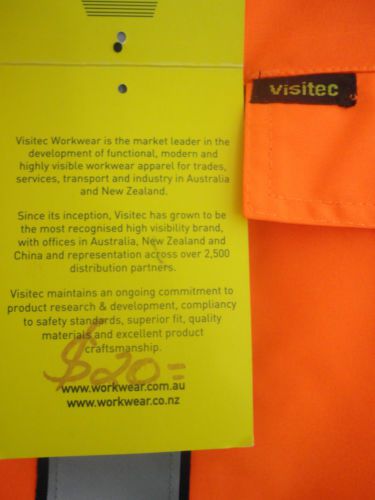 visitec
Visitec Workwear is the market leader in the
development of functional, modern and
highly visible workwear apparel for trades,
services, transport and industry in Australia
and New Zealand.
Since its inception, Visitec has grown to be
the most recognised high visibility brand,
with offices in Australia, New Zealand and
China and representation across over 2,500
distribution partners.
Visitec maintains an ongoing commitment to
product research & development, compliancy
to safety standards, superior fit, quality
materials and excellent product
craftsmanship.
$20=
www.workwear.com.au
www.workwear.co.nz